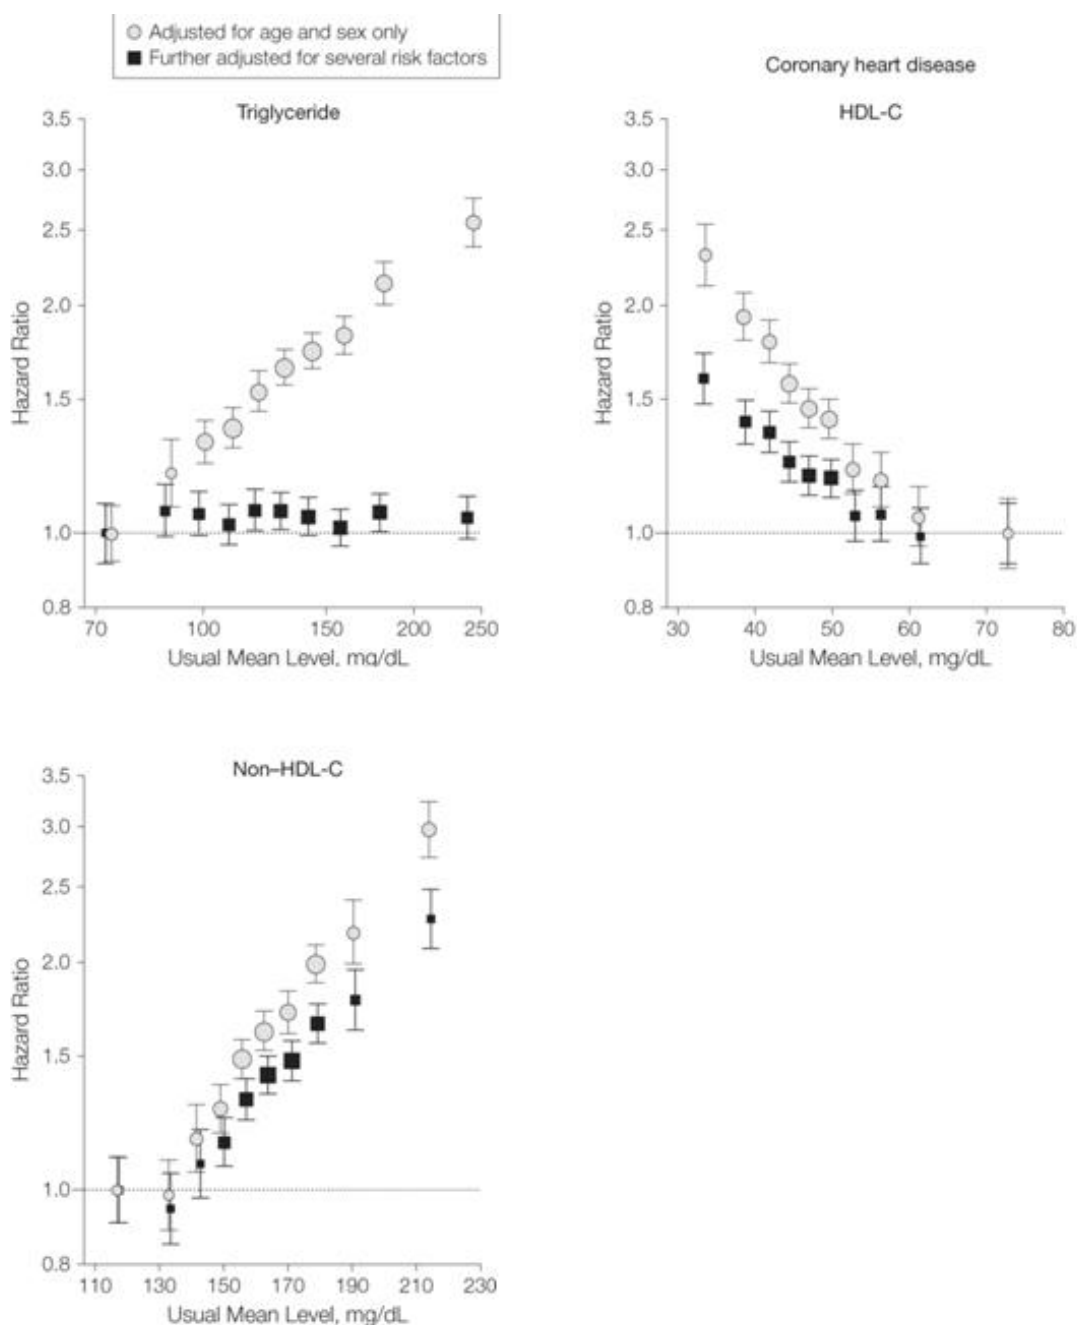 Adjusted for age and sex only
Further adjusted for several risk factors
Coronary heart disease
Triglyceride
3.5
3.0
2.5
2.0
1.5
1.0
0.8
Hazard Ratio
70 100 150 200 250
Usual Mean Level, mg/dL
HDL-C
3.5
3.0
2.5
2.0
1.5
1.0
0.8
Hazard Ratio
30 40 50 60 70 80
Usual Mean Level, mg/dL
Non–HDL-C
3.5
3.0
2.5
2.0
1.5
1.0
0.8
Hazard Ratio
110 130 150 170 190 210 230
Usual Mean Level, mg/dL